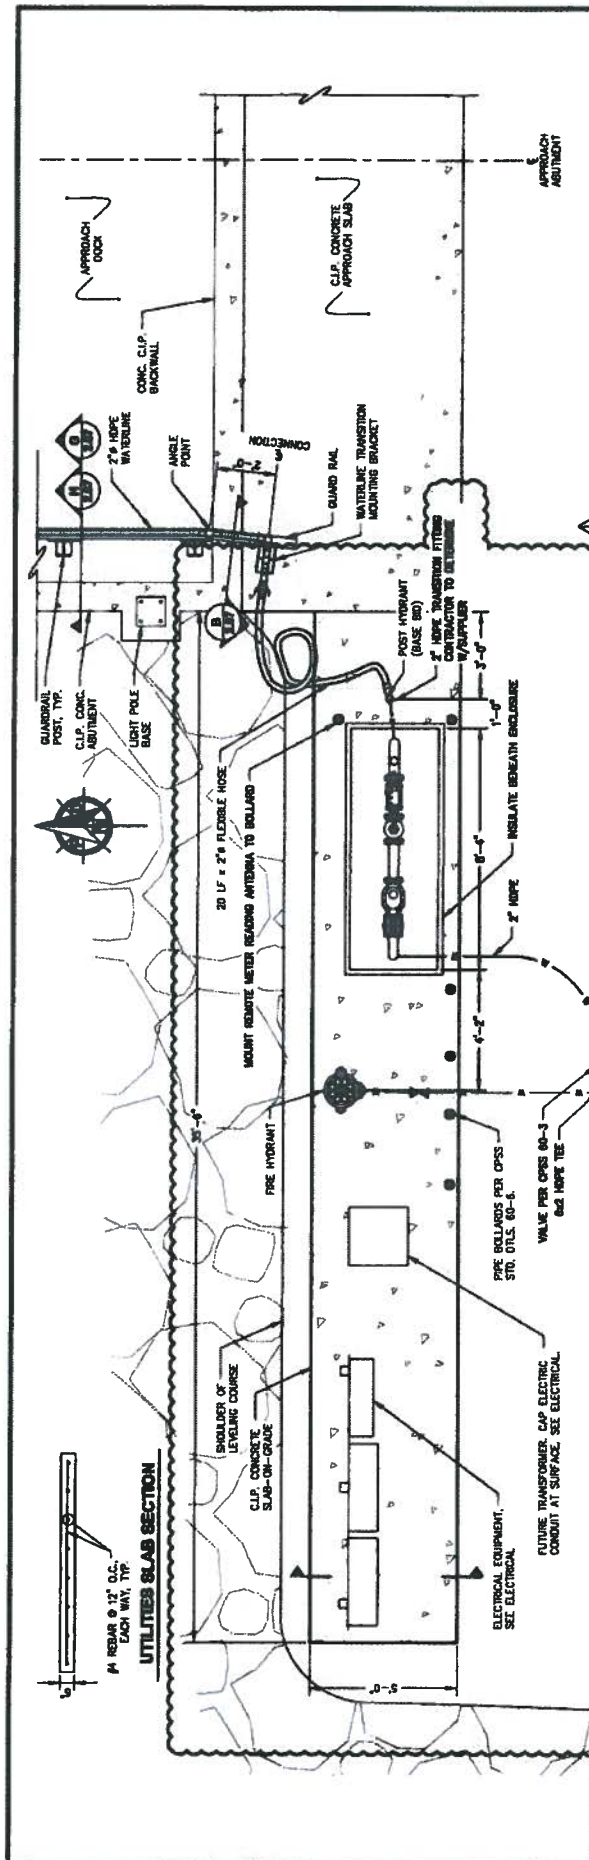 APPROACH
ABUTMENT
APPROACH
DOCK
C.I.P. CONCRETE
APPROACH SLAB
CONC. C.I.P.
BACKWALL
2"ø HDPE
WATERLINE
ANGLE
POINT
2'-0"
CONNECTION
GUARD RAIL
WATERLINE TRANSITION
MOUNTING BRACKET
GUARDRAIL
POST, TYP.
C.I.P. CONC.
ABUTMENT
LIGHT POLE
BASE
B
POST HYDRANT
(BASE BID)
2" HDPE TRANSITION FITTING
CONTRACTOR TO DETERMINE
W/SUPPLIER
3'-0"
1'-0"
20 LF x 2"ø FLEXIBLE HOSE
MOUNT REMOTE METER READING ANTENNA TO BOLLARD
INSULATE BENEATH ENCLOSURE
2" HDPE
4'-2"
FIRE HYDRANT
PIPE BOLLARDS PER CPSS
STD. DTLS. 60-6.
VALVE PER CPSS 60-3
6x2 HDPE TEE
SHOULDER OF
LEVELING COURSE
C.I.P. CONCRETE
SLAB-ON-GRADE
FUTURE TRANSFORMER. CAP ELECTRIC
CONDUIT AT SURFACE, SEE ELECTRICAL.
ELECTRICAL EQUIPMENT,
SEE ELECTRICAL
5'-0"
#4 REBAR @ 12" O.C.,
EACH WAY, TYP.
UTILITIES SLAB SECTION